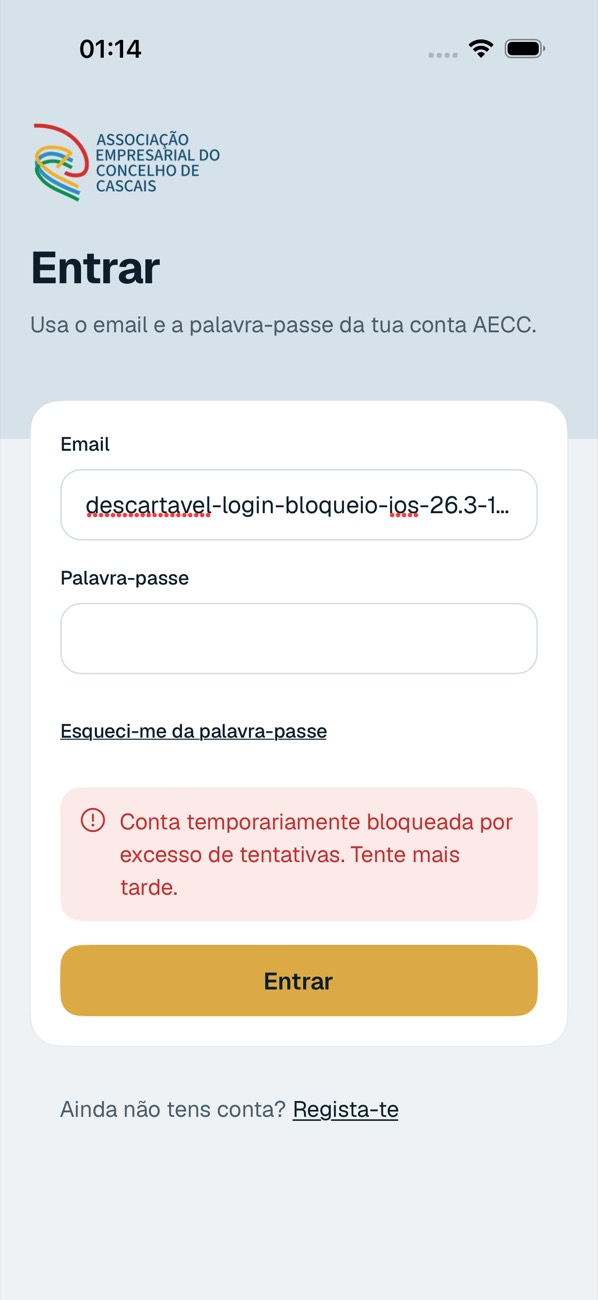 01:14
ASSOCIAÇÃO
EMPRESARIAL DO
CONCELHO DE
CASCAIS
Entrar
Usa o email e a palavra-passe da tua conta AECC.
Email
descartavel-login-bloqueio-ios-26.3-1...
Palavra-passe
Esqueci-me da palavra-passe
Conta temporariamente bloqueada por
excesso de tentativas. Tente mais
tarde.
Entrar
Ainda não tens conta? Regista-te